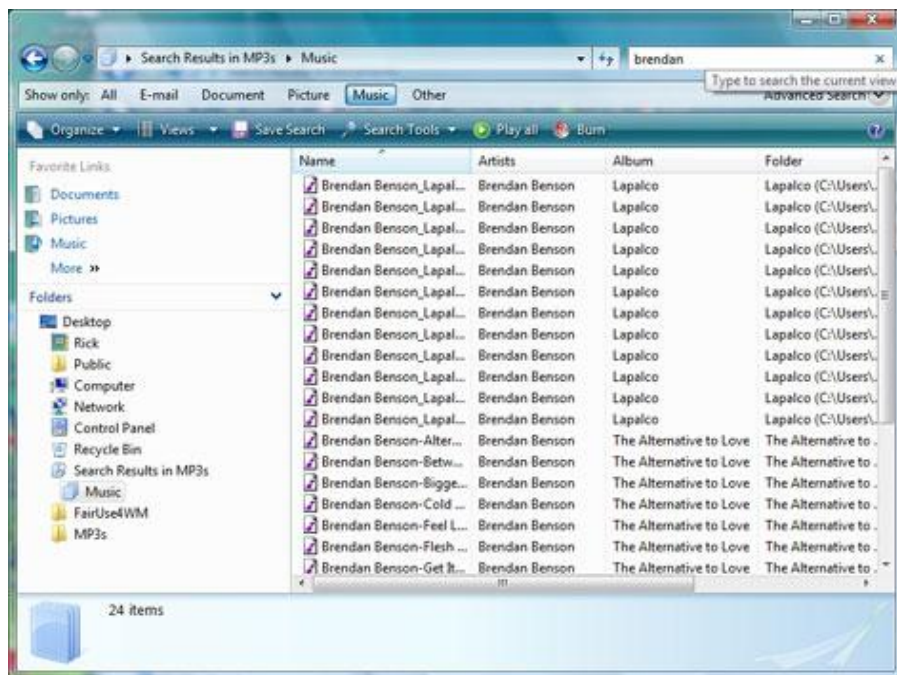 Search Results in MP3s ▸ Music
brendan
Type to search the current view
Show only: All E-mail Document Picture Music Other
Advanced Search
Organize Views Save Search Search Tools Play all Burn
Favorite Links
Documents
Pictures
Music
More »
Folders
Desktop
Rick
Public
Computer
Network
Control Panel
Recycle Bin
Search Results in MP3s
Music
FairUse4WM
MP3s
Name Artists Album Folder
Brendan Benson_Lapal... Brendan Benson Lapalco Lapalco (C:\Users\..
Brendan Benson_Lapal... Brendan Benson Lapalco Lapalco (C:\Users\..
Brendan Benson_Lapal... Brendan Benson Lapalco Lapalco (C:\Users\..
Brendan Benson_Lapal... Brendan Benson Lapalco Lapalco (C:\Users\..
Brendan Benson_Lapal... Brendan Benson Lapalco Lapalco (C:\Users\..
Brendan Benson_Lapal... Brendan Benson Lapalco Lapalco (C:\Users\..
Brendan Benson_Lapal... Brendan Benson Lapalco Lapalco (C:\Users\..
Brendan Benson_Lapal... Brendan Benson Lapalco Lapalco (C:\Users\..
Brendan Benson_Lapal... Brendan Benson Lapalco Lapalco (C:\Users\..
Brendan Benson_Lapal... Brendan Benson Lapalco Lapalco (C:\Users\..
Brendan Benson_Lapal... Brendan Benson Lapalco Lapalco (C:\Users\..
Brendan Benson_Lapal... Brendan Benson Lapalco Lapalco (C:\Users\..
Brendan Benson-Alter... Brendan Benson The Alternative to Love The Alternative to .
Brendan Benson-Betw... Brendan Benson The Alternative to Love The Alternative to .
Brendan Benson-Bigge... Brendan Benson The Alternative to Love The Alternative to .
Brendan Benson-Cold ... Brendan Benson The Alternative to Love The Alternative to .
Brendan Benson-Feel L... Brendan Benson The Alternative to Love The Alternative to .
Brendan Benson-Flesh ... Brendan Benson The Alternative to Love The Alternative to .
Brendan Benson-Get It... Brendan Benson The Alternative to Love The Alternative to .
24 items